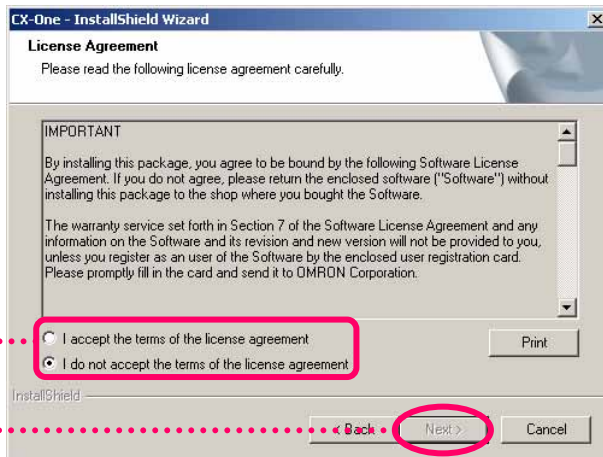 CX-One - InstallShield Wizard
License Agreement
Please read the following license agreement carefully.
IMPORTANT
By installing this package, you agree to be bound by the following Software License
Agreement. If you do not agree, please return the enclosed software ("Software") without
installing this package to the shop where you bought the Software.
The warranty service set forth in Section 7 of the Software License Agreement and any
information on the Software and its revision and new version will not be provided to you,
unless you register as an user of the Software by the enclosed user registration card.
Please promptly fill in the card and send it to OMRON Corporation.
I accept the terms of the license agreement
Print
I do not accept the terms of the license agreement
InstallShield
< Back Next > Cancel